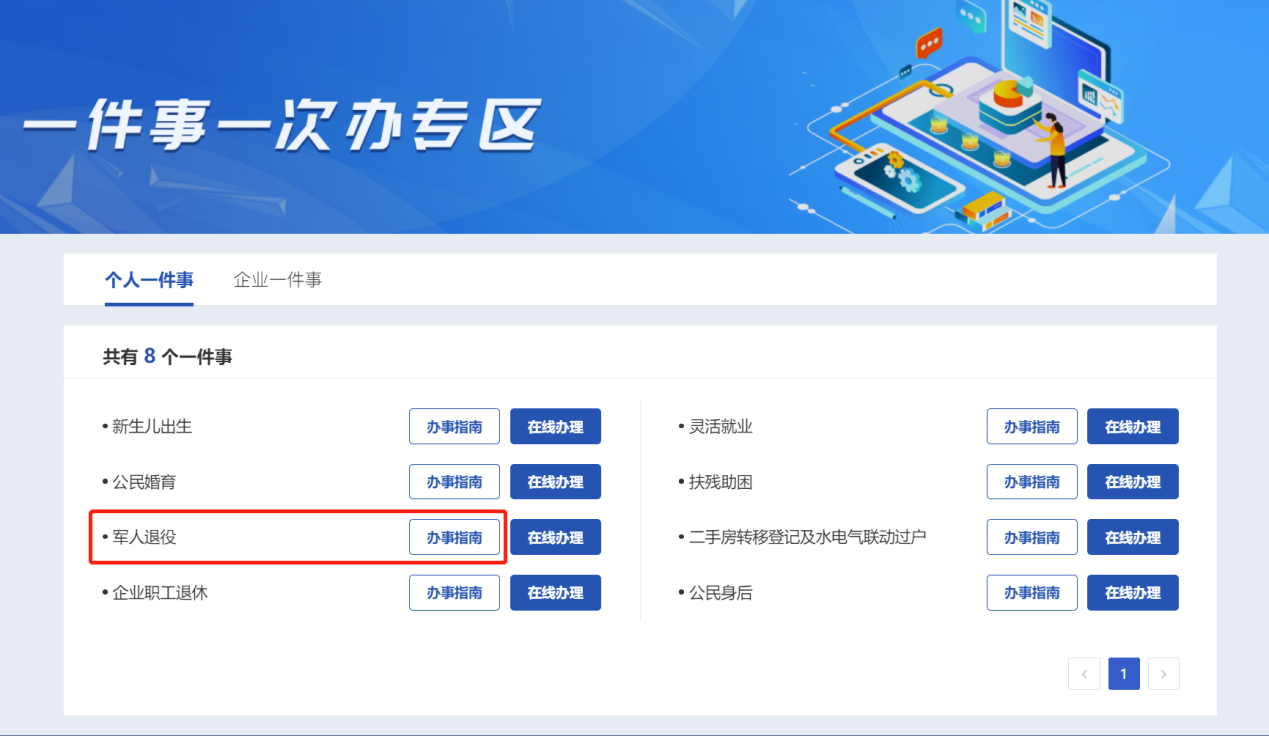 一件事一次办专区
个人一件事 企业一件事
共有 8 个一件事
• 新生儿出生 办事指南 在线办理 • 灵活就业 办事指南 在线办理
• 公民婚育 办事指南 在线办理 • 扶残助困 办事指南 在线办理
• 军人退役 办事指南 在线办理 • 二手房转移登记及水电气联动过户 办事指南 在线办理
• 企业职工退休 办事指南 在线办理 • 公民身后 办事指南 在线办理
< 1 >